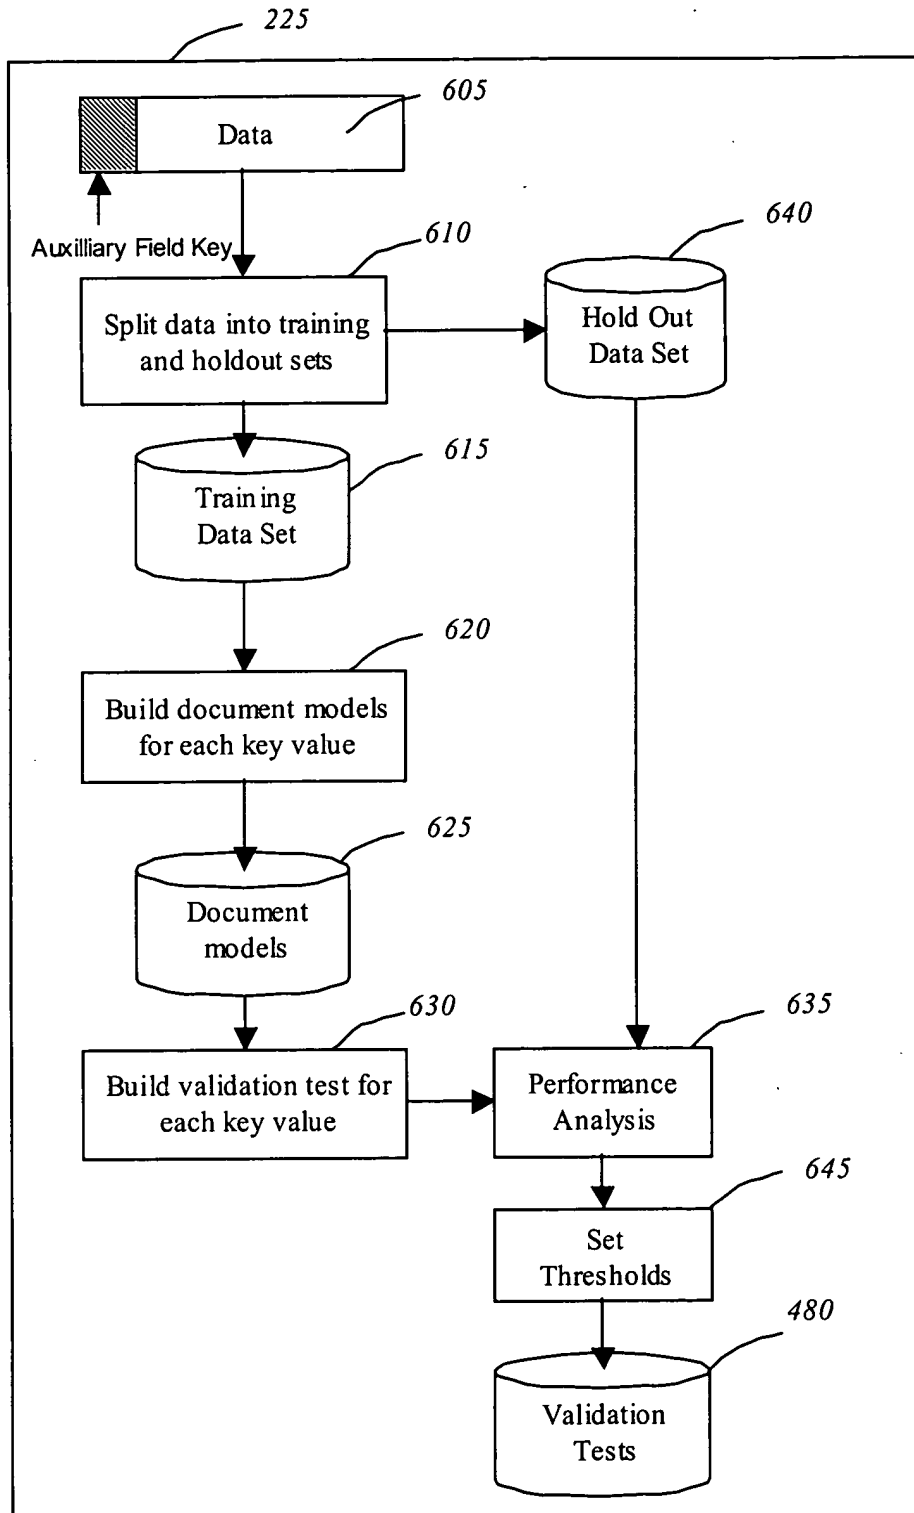 225
605
Data
Auxilliary Field Key
610
640
Split data into training
and holdout sets
Hold Out
Data Set
615
Training
Data Set
620
Build document models
for each key value
625
Document
models
630
635
Build validation test for
each key value
Performance
Analysis
645
Set
Thresholds
480
Validation
Tests